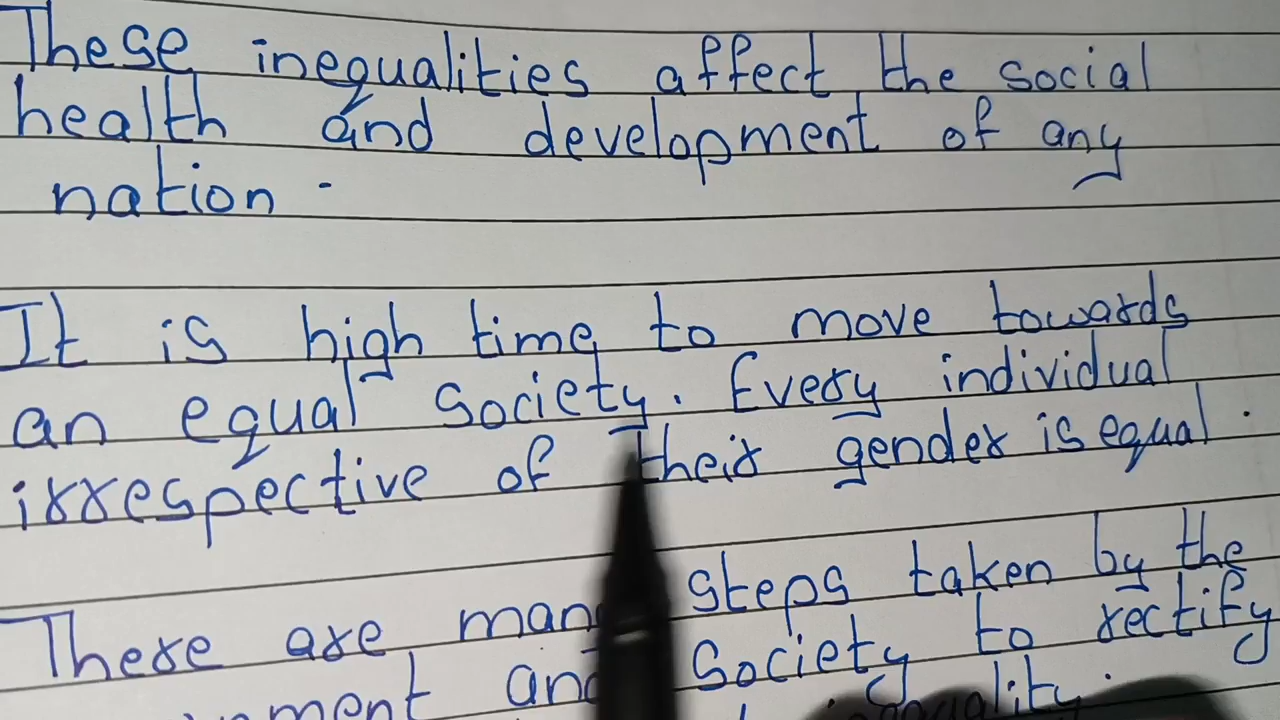 These inequalities affect the social
health and development of any
nation.
It is high time to move towards
an equal society. Every individual
irrespective of their gender is equal.
There are many steps taken by the
and society to rectify